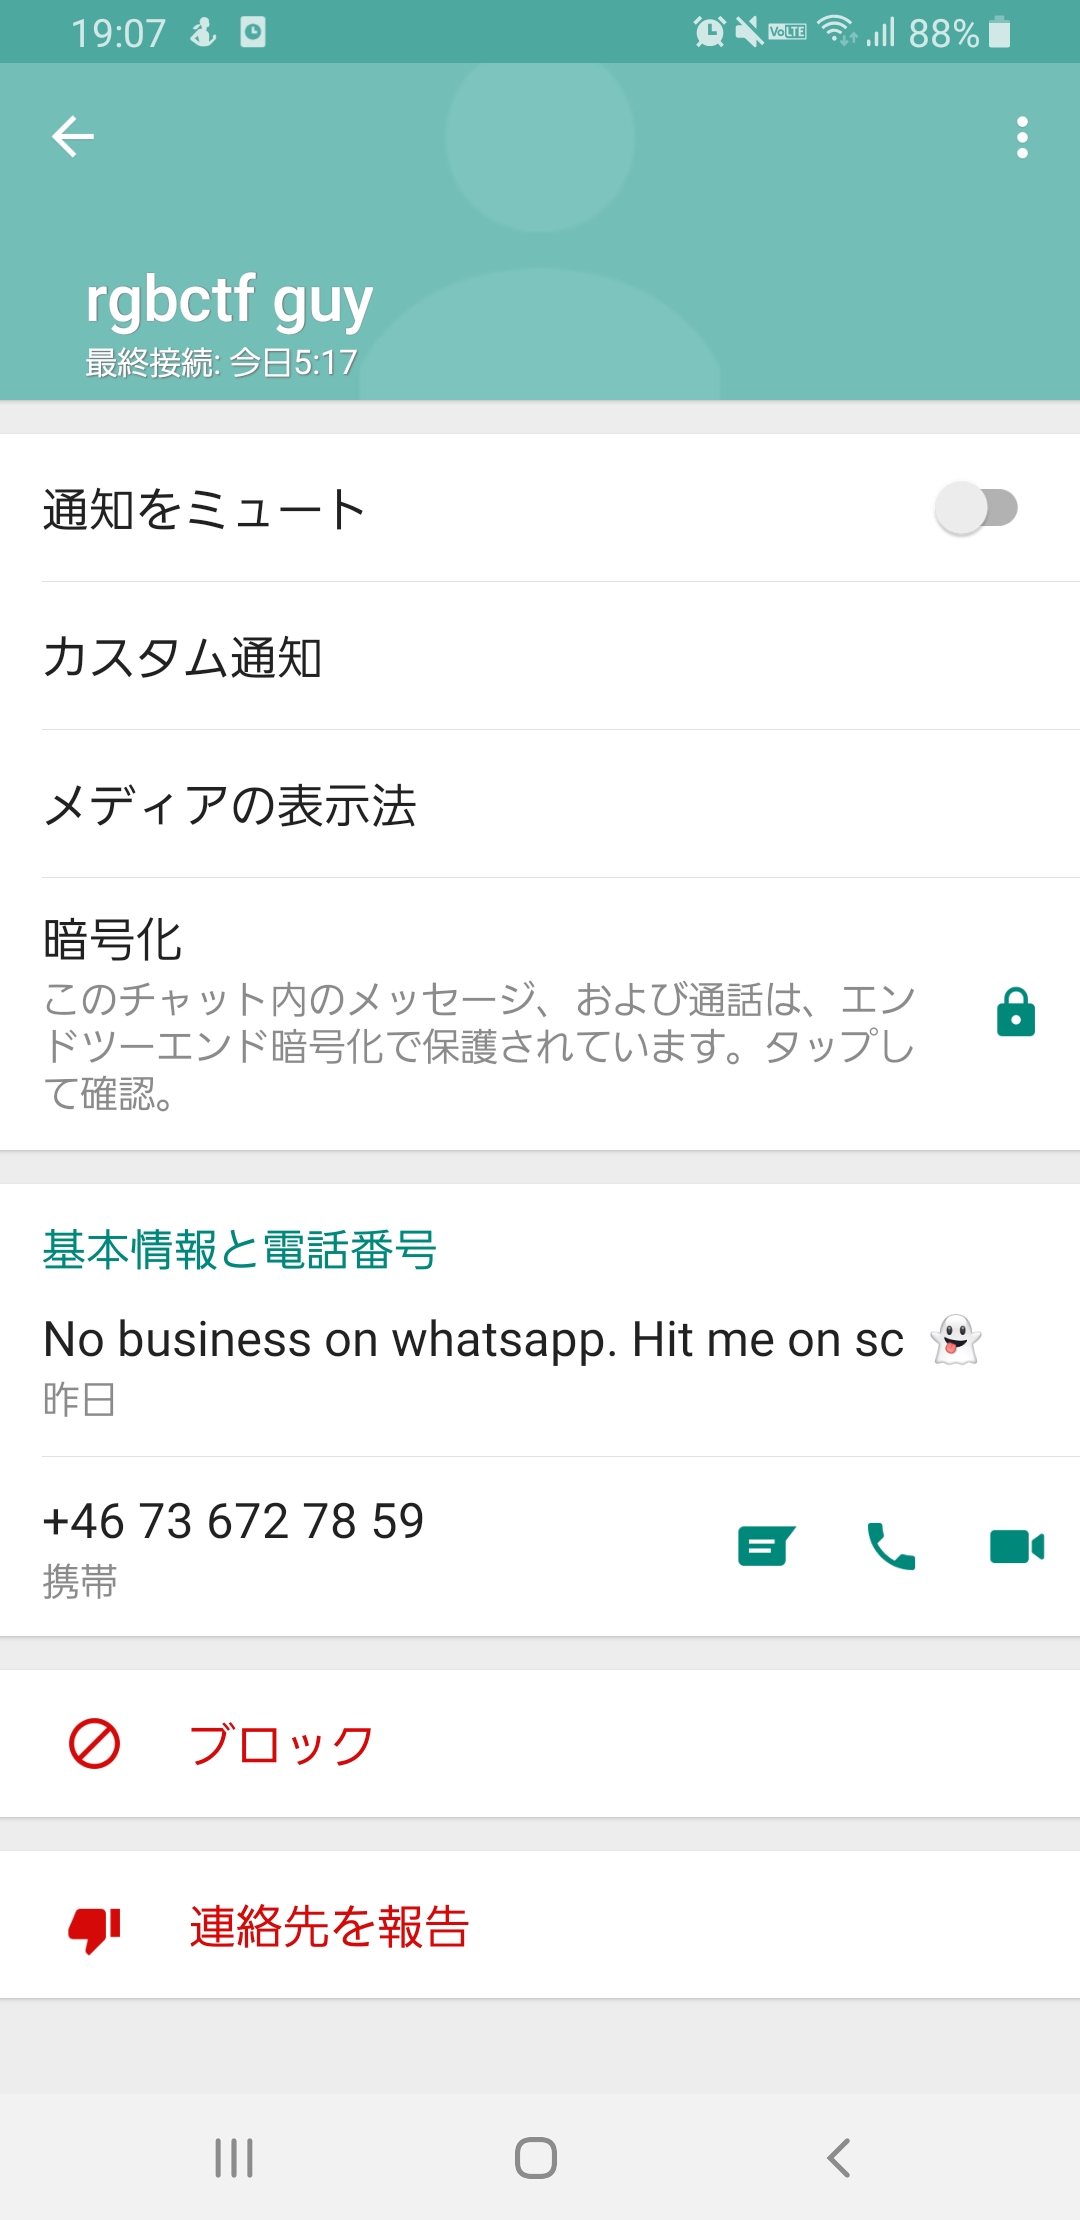 19:07 VoLTE 88%
rgbctf guy
最終接続: 今日5:17
通知をミュート
カスタム通知
メディアの表示法
暗号化
このチャット内のメッセージ、および通話は、エン
ドツーエンド暗号化で保護されています。タップし
て確認。
基本情報と電話番号
No business on whatsapp. Hit me on sc 👻
昨日
+46 73 672 78 59
携帯
ブロック
連絡先を報告